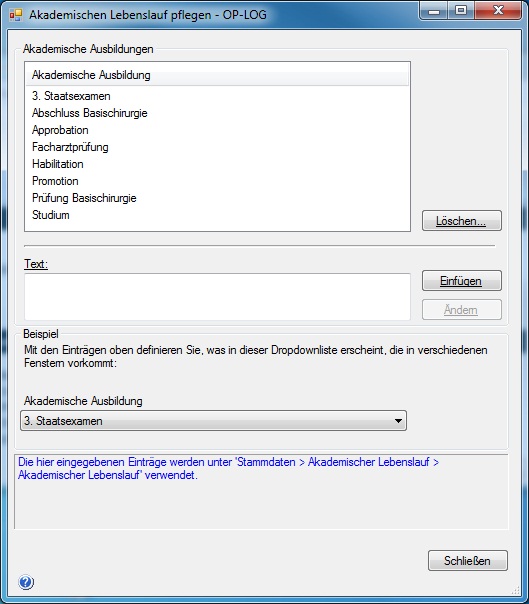 Akademischen Lebenslauf pflegen - OP-LOG
Akademische Ausbildungen
Akademische Ausbildung
3. Staatsexamen
Abschluss Basischirurgie
Approbation
Facharztprüfung
Habilitation
Promotion
Prüfung Basischirurgie
Studium
Löschen...
Text:
Einfügen
Ändern
Beispiel
Mit den Einträgen oben definieren Sie, was in dieser Dropdownliste erscheint, die in verschiedenen
Fenstern vorkommt:
Akademische Ausbildung
3. Staatsexamen
Die hier eingegebenen Einträge werden unter 'Stammdaten > Akademischer Lebenslauf >
Akademischer Lebenslauf' verwendet.
Schließen
?